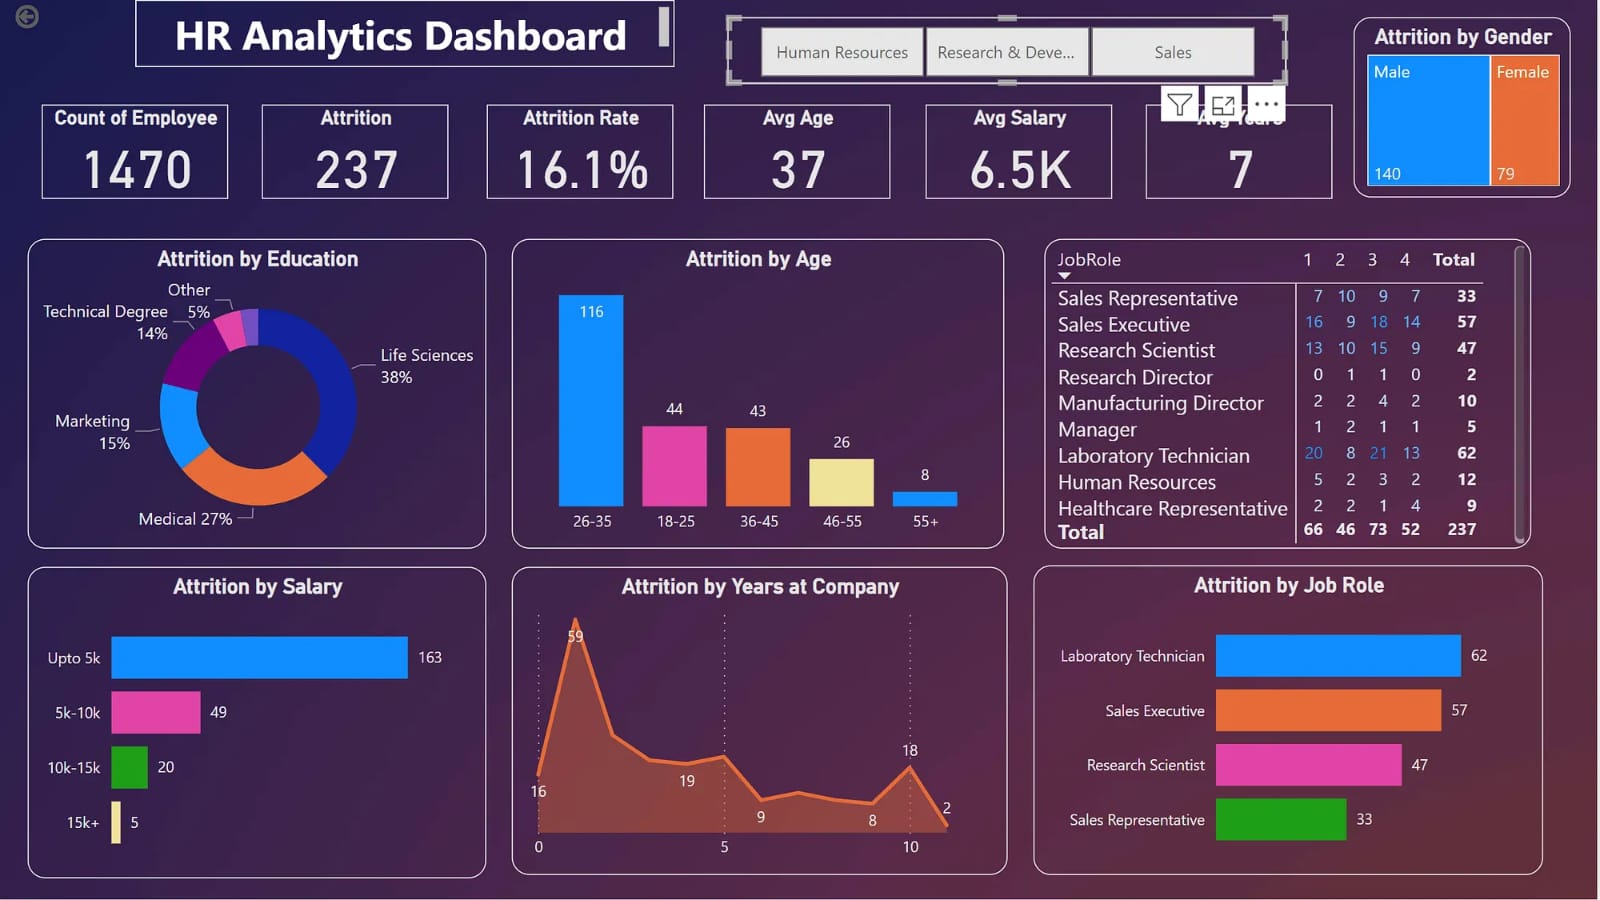 HR Analytics Dashboard
Human Resources
Research & Deve...
Sales
Attrition by Gender
Male
Female
140
79
Count of Employee
1470
Attrition
237
Attrition Rate
16.1%
Avg Age
37
Avg Salary
6.5K
Avg Years
7
Attrition by Education
Other
5%
Technical Degree
14%
Life Sciences
38%
Marketing
15%
Medical 27%
Attrition by Age
116
44
43
26
8
26-35 18-25 36-45 46-55 55+
JobRole 1 2 3 4 Total
Sales Representative 7 10 9 7 33
Sales Executive 16 9 18 14 57
Research Scientist 13 10 15 9 47
Research Director 0 1 1 0 2
Manufacturing Director 2 2 4 2 10
Manager 1 2 1 1 5
Laboratory Technician 20 8 21 13 62
Human Resources 5 2 3 2 12
Healthcare Representative 2 2 1 4 9
Total 66 46 73 52 237
Attrition by Salary
Upto 5k 163
5k-10k 49
10k-15k 20
15k+ 5
Attrition by Years at Company
59
18
19
16
2
9
8
0 5 10
Attrition by Job Role
Laboratory Technician 62
Sales Executive 57
Research Scientist 47
Sales Representative 33